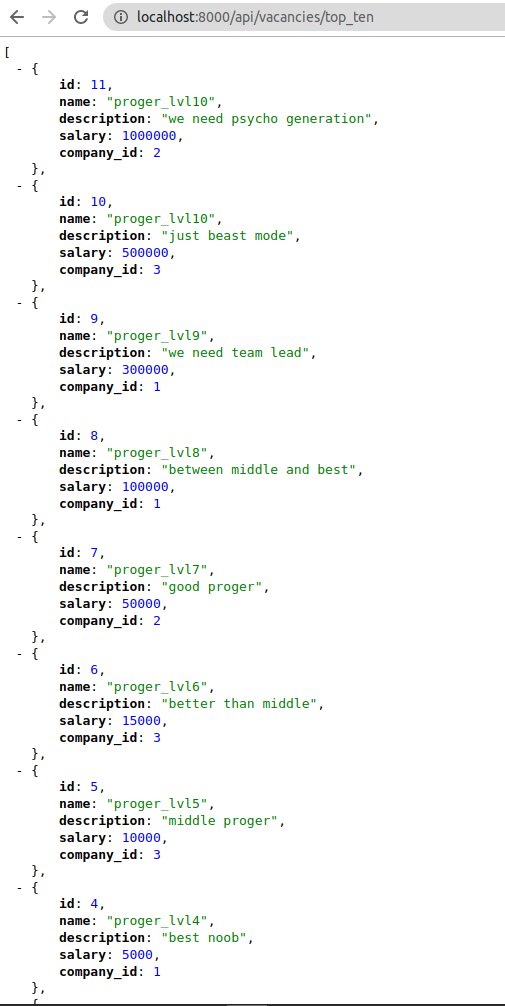 localhost:8000/api/vacancies/top_ten
[
- {
id: 11,
name: "proger_lvl10",
description: "we need psycho generation",
salary: 1000000,
company_id: 2
},
- {
id: 10,
name: "proger_lvl10",
description: "just beast mode",
salary: 500000,
company_id: 3
},
- {
id: 9,
name: "proger_lvl9",
description: "we need team lead",
salary: 300000,
company_id: 1
},
- {
id: 8,
name: "proger_lvl8",
description: "between middle and best",
salary: 100000,
company_id: 1
},
- {
id: 7,
name: "proger_lvl7",
description: "good proger",
salary: 50000,
company_id: 2
},
- {
id: 6,
name: "proger_lvl6",
description: "better than middle",
salary: 15000,
company_id: 3
},
- {
id: 5,
name: "proger_lvl5",
description: "middle proger",
salary: 10000,
company_id: 3
},
- {
id: 4,
name: "proger_lvl4",
description: "best noob",
salary: 5000,
company_id: 1
},